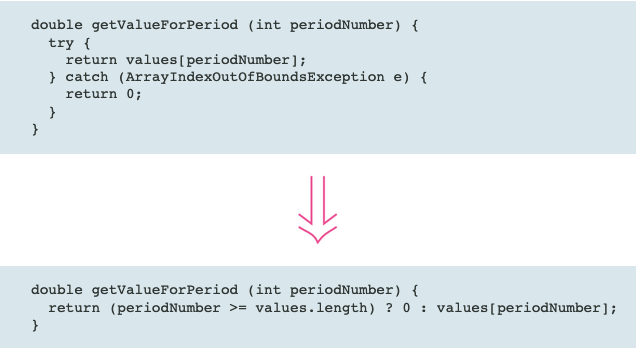 double getValueForPeriod (int periodNumber) {
  try {
    return values[periodNumber];
  } catch (ArrayIndexOutOfBoundsException e) {
    return 0;
  }
}
double getValueForPeriod (int periodNumber) {
  return (periodNumber >= values.length) ? 0 : values[periodNumber];
}